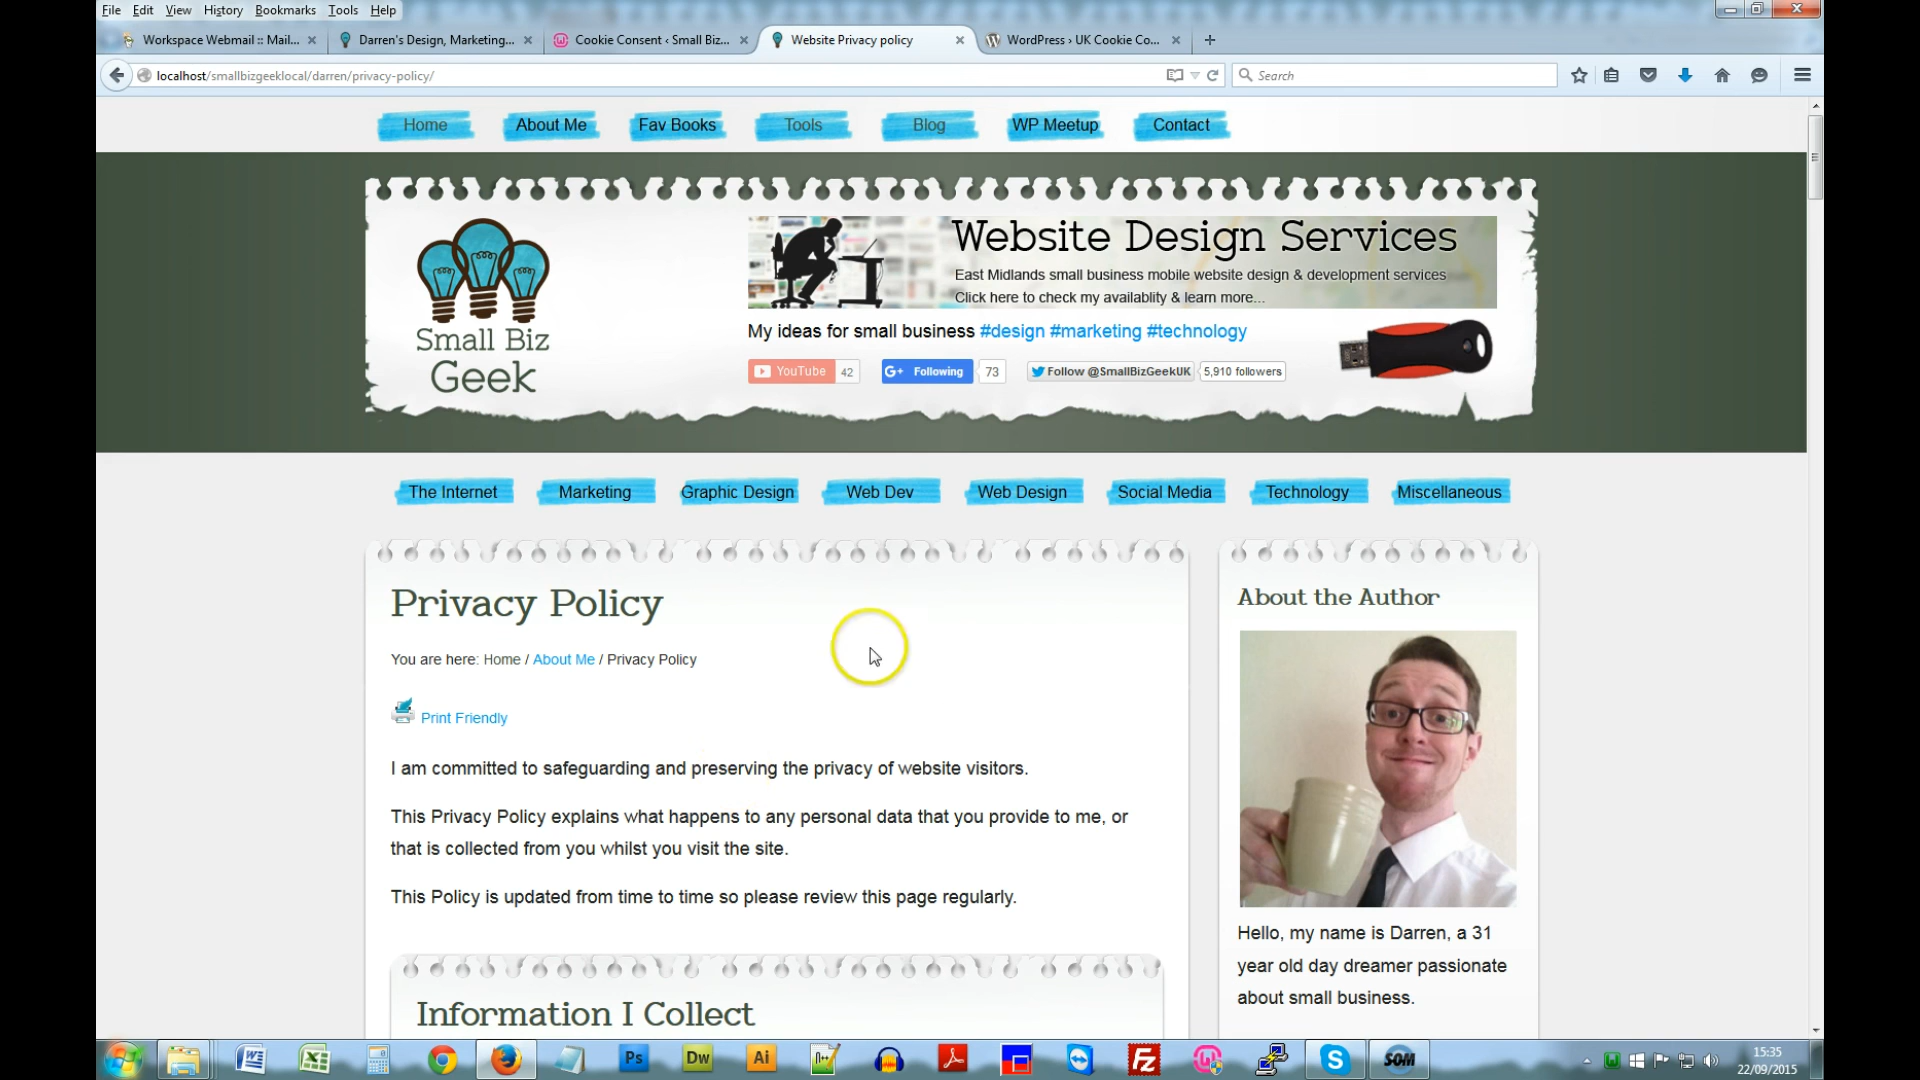 File Edit View History Bookmarks Tools Help
Workspace Webmail :: Mail...
Darren's Design, Marketing...
Cookie Consent ‹ Small Biz...
Website Privacy policy
WordPress › UK Cookie Co...
localhost/smallbizgeeklocal/darren/privacy-policy/
Search
Home About Me Fav Books Tools Blog WP Meetup Contact
Small Biz
Geek
Website Design Services
East Midlands small business mobile website design & development services
Click here to check my availablity & learn more...
My ideas for small business #design #marketing #technology
YouTube 42 G+ Following 73 Follow @SmallBizGeekUK 5,910 followers
The Internet Marketing Graphic Design Web Dev Web Design Social Media Technology Miscellaneous
Privacy Policy
You are here: Home / About Me / Privacy Policy
Print Friendly
I am committed to safeguarding and preserving the privacy of website visitors.
This Privacy Policy explains what happens to any personal data that you provide to me, or
that is collected from you whilst you visit the site.
This Policy is updated from time to time so please review this page regularly.
Information I Collect
About the Author
Hello, my name is Darren, a 31
year old day dreamer passionate
about small business.
Ps Dw Ai Fz S SOM
15:35
22/09/2015